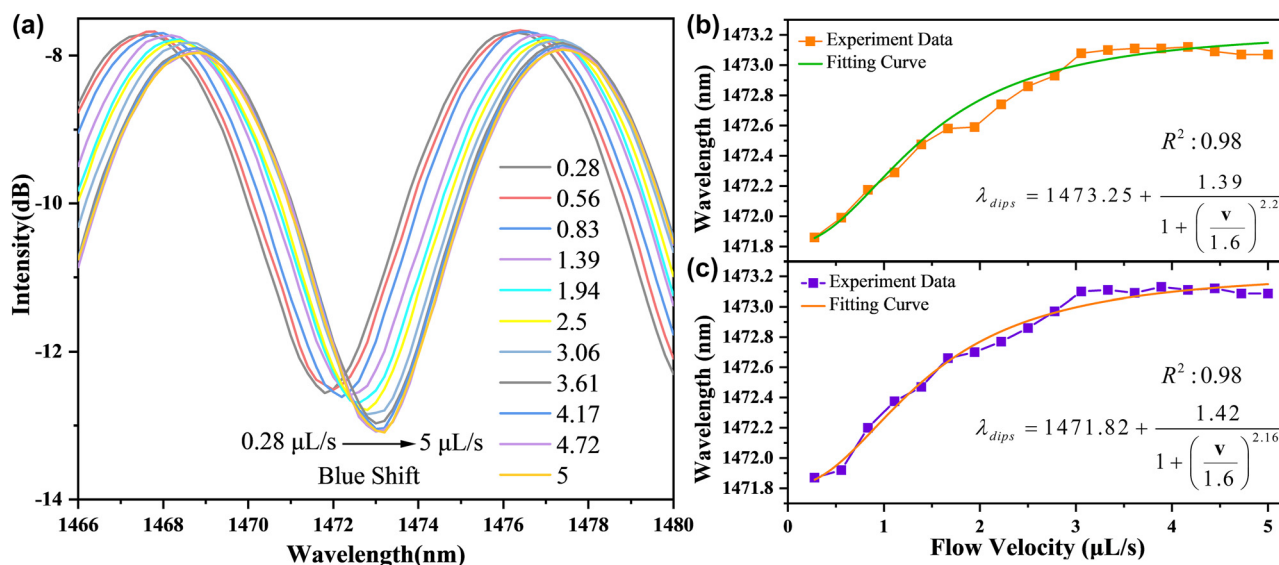 (a)
Intensity(dB)
-8
-10
-12
-14
1466
1468
1470
1472
1474
1476
1478
1480
Wavelength(nm)
0.28
0.56
0.83
1.39
1.94
2.5
3.06
3.61
4.17
4.72
5
0.28 μL/s → 5 μL/s
Blue Shift
(b)
Wavelength (nm)
1473.2
1473.0
1472.8
1472.6
1472.4
1472.2
1472.0
1471.8
Experiment Data
Fitting Curve
R²:0.98
λ_dips = 1473.25 + 1.39 / (1 + (v/1.6)^2.2)
(c)
Wavelength (nm)
1473.2
1473.0
1472.8
1472.6
1472.4
1472.2
1472.0
1471.8
Experiment Data
Fitting Curve
R²:0.98
λ_dips = 1471.82 + 1.42 / (1 + (v/1.6)^2.16)
0
1
2
3
4
5
Flow Velocity (μL/s)